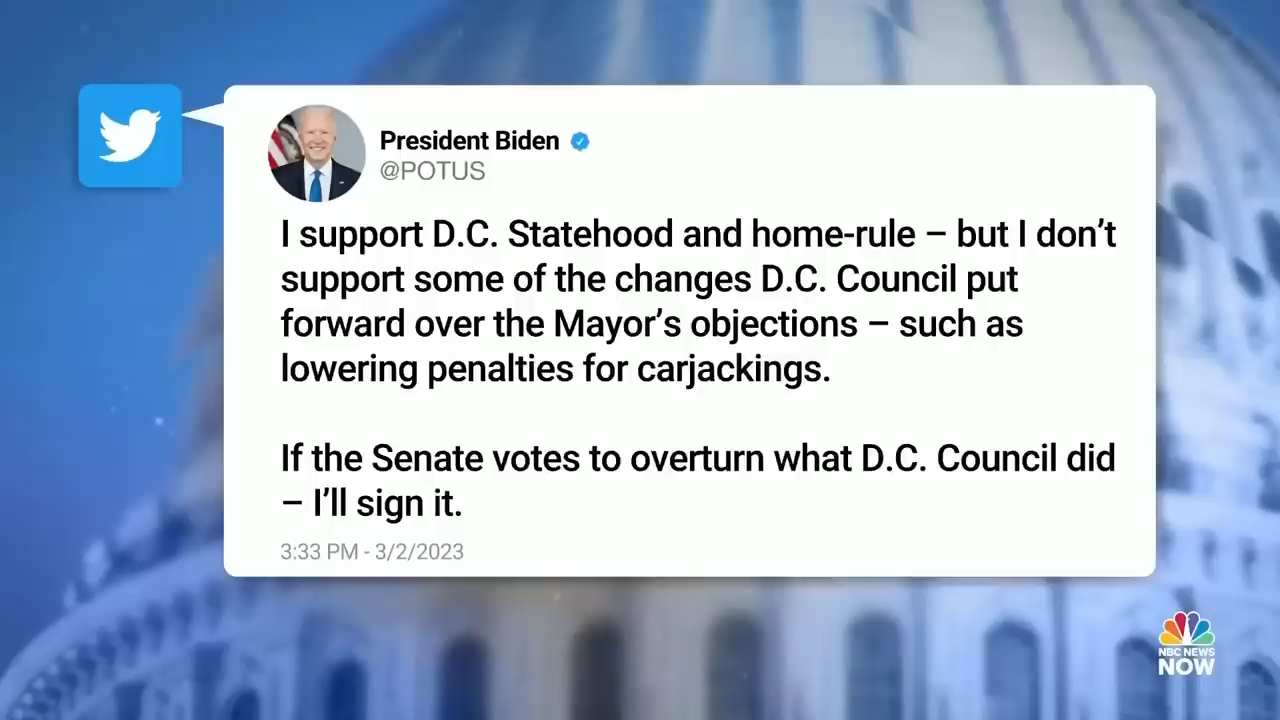 President Biden
@POTUS
I support D.C. Statehood and home-rule – but I don’t
support some of the changes D.C. Council put
forward over the Mayor’s objections – such as
lowering penalties for carjackings.
If the Senate votes to overturn what D.C. Council did
– I’ll sign it.
3:33 PM - 3/2/2023
NBC NEWS
NOW